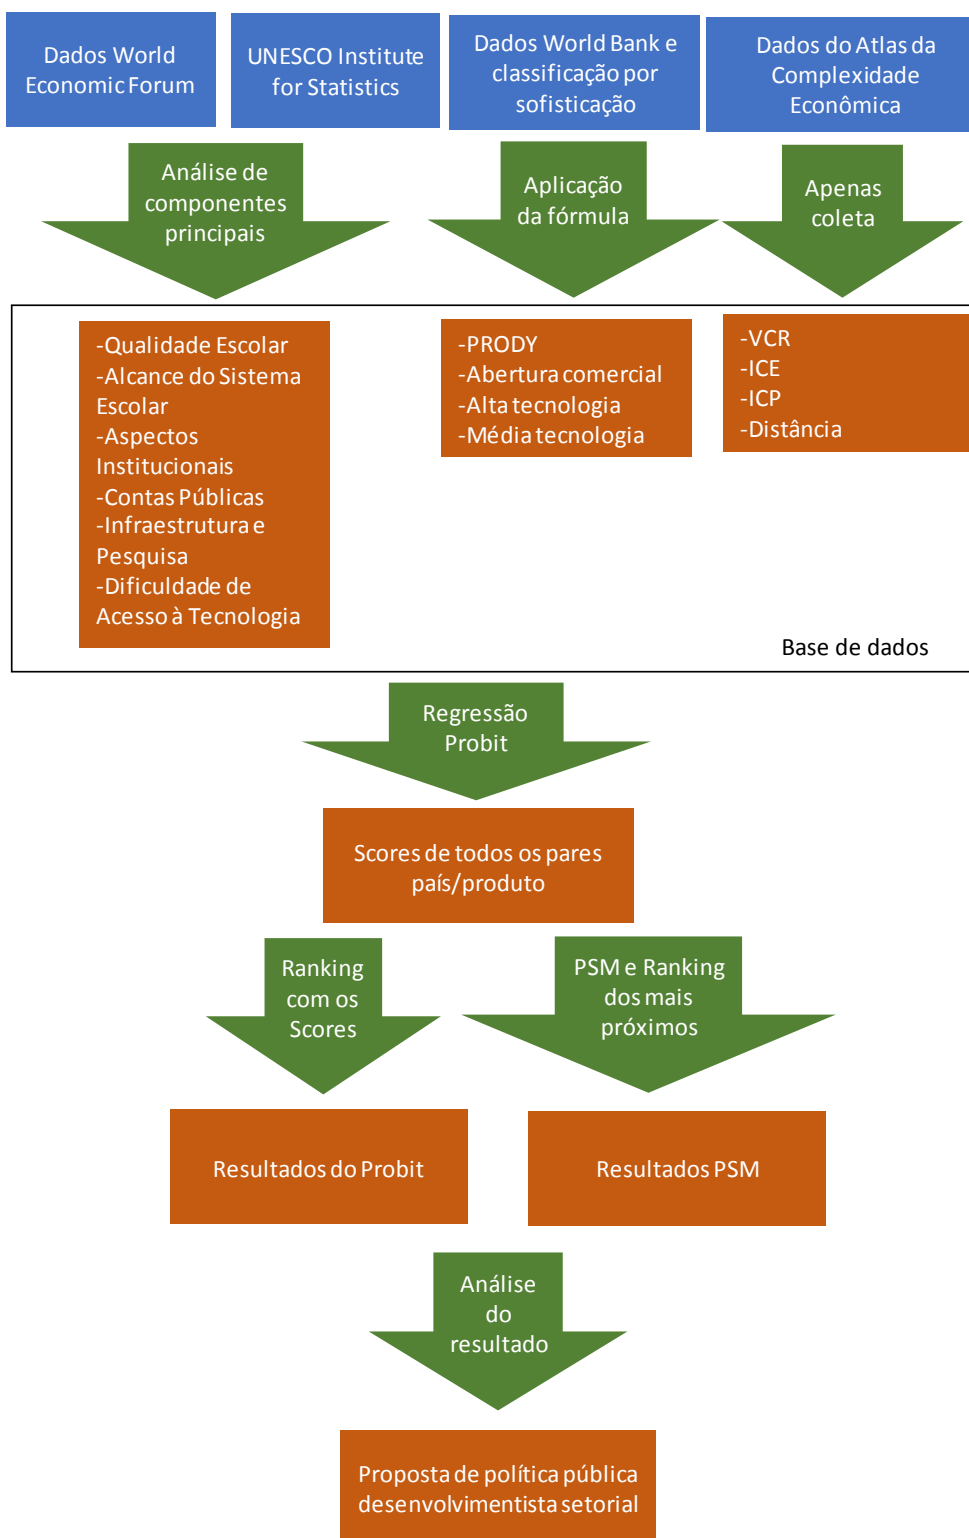 Dados World
Economic Forum
UNESCO Institute
for Statistics
Dados World Bank e
classificação por
sofisticação
Dados do Atlas da
Complexidade
Econômica
Análise de
componentes
principais
Aplicação
da fórmula
Apenas
coleta
-Qualidade Escolar
-Alcance do Sistema
Escolar
-Aspectos
Institucionais
-Contas Públicas
-Infraestrutura e
Pesquisa
-Dificuldade de
Acesso à Tecnologia
-PRODY
-Abertura comercial
-Alta tecnologia
-Média tecnologia
-VCR
-ICE
-ICP
-Distância
Base de dados
Regressão
Probit
Scores de todos os pares
país/produto
Ranking
com os
Scores
PSM e Ranking
dos mais
próximos
Resultados do Probit
Resultados PSM
Análise
do
resultado
Proposta de política pública
desenvolvimentista setorial